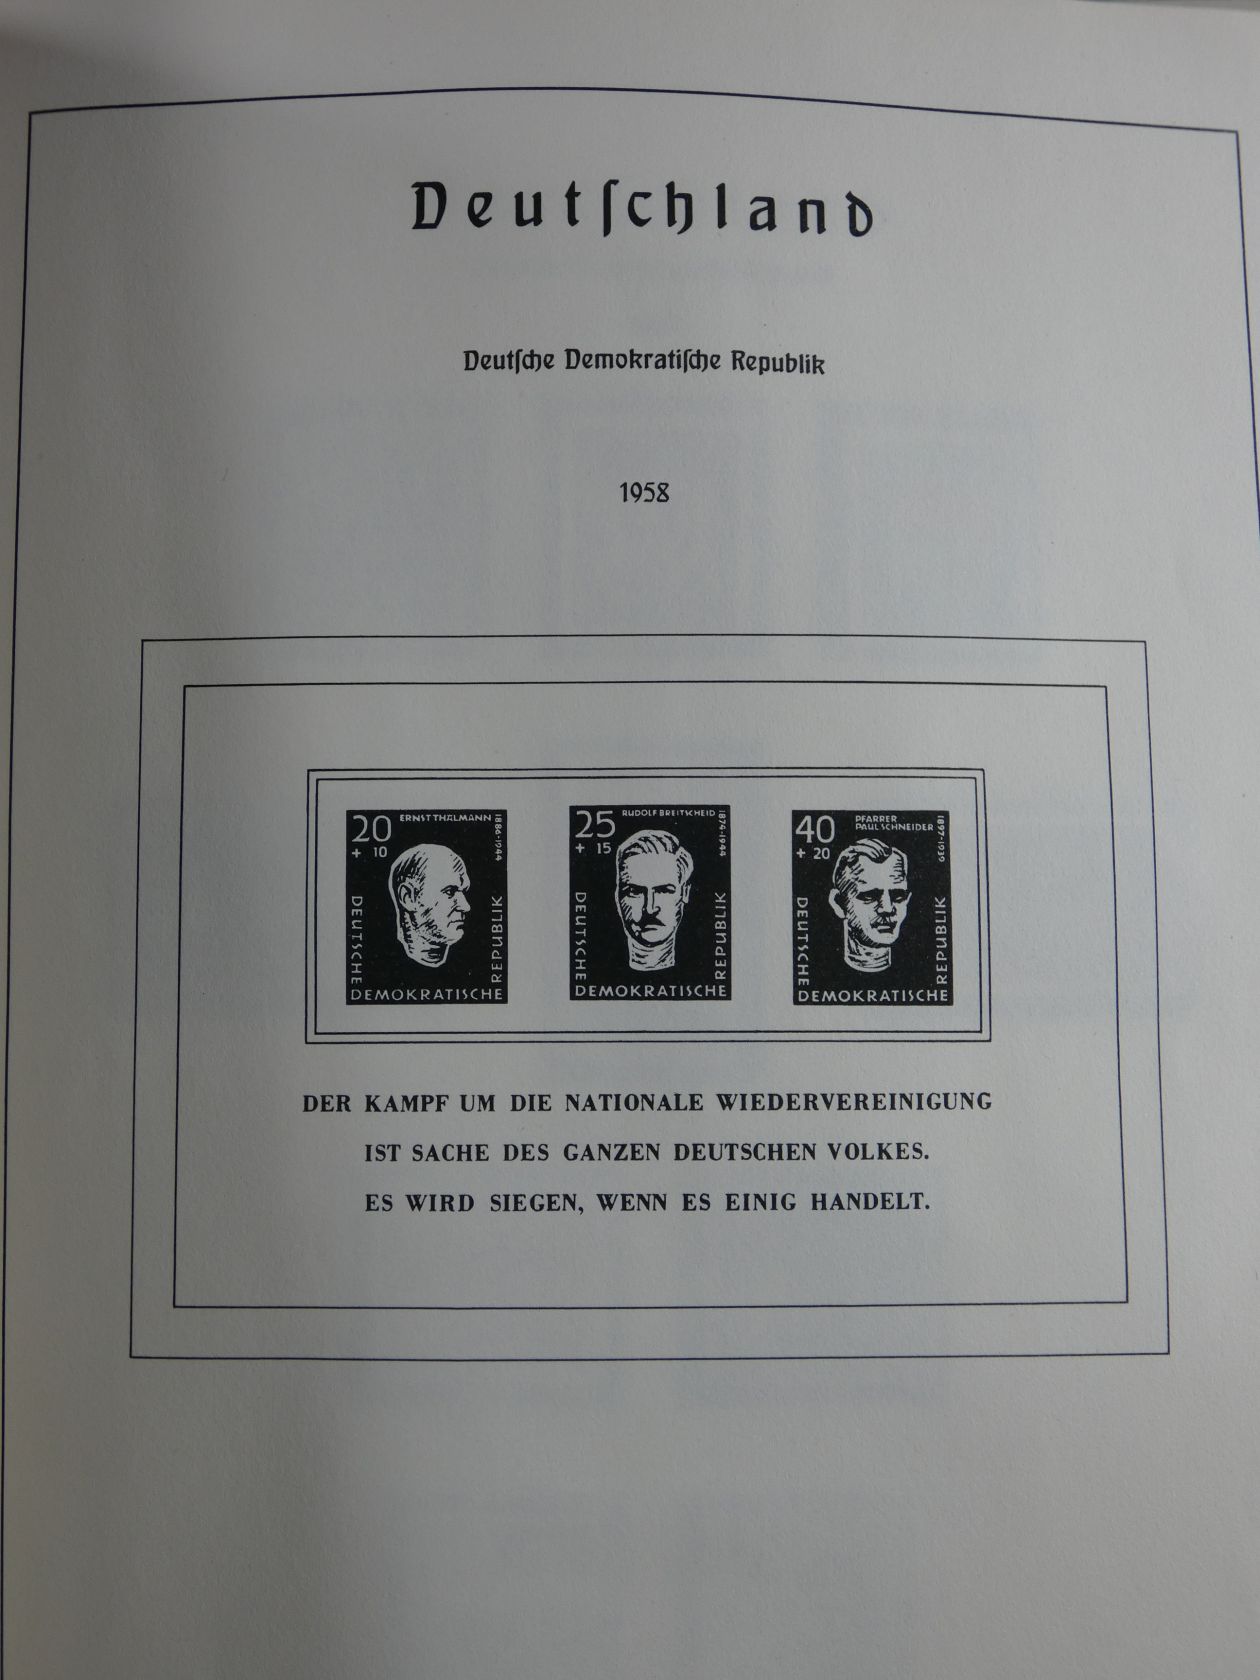 Deutſchland
Deutſche Demokratiſche Republik
1958
20
+ 10
ERNST THÄLMANN
1886-1944
DEUTSCHE
DEMOKRATISCHE
REPUBLIK
25
+ 15
RUDOLF BREITSCHEID
1874-1944
DEUTSCHE
DEMOKRATISCHE
REPUBLIK
40
+ 20
PFARRER
PAUL SCHNEIDER
1897-1939
DEUTSCHE
DEMOKRATISCHE
REPUBLIK
DER KAMPF UM DIE NATIONALE WIEDERVEREINIGUNG
IST SACHE DES GANZEN DEUTSCHEN VOLKES.
ES WIRD SIEGEN, WENN ES EINIG HANDELT.